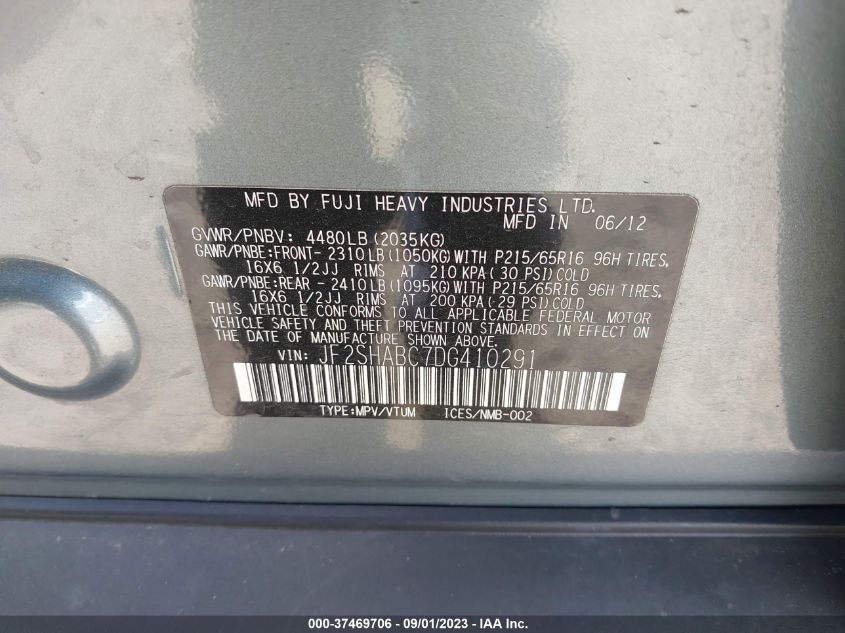 MFD BY FUJI HEAVY INDUSTRIES LTD.
MFD IN 06/12
GVWR/PNBV: 4480LB (2035KG)
GAWR/PNBE:FRONT- 2310LB (1050KG) WITH P215/65R16 96H TIRES,
16X6 1/2JJ RIMS AT 210 KPA (30 PSI) COLD
GAWR/PNBE:REAR - 2410LB (1095KG) WITH P215/65R16 96H TIRES,
16X6 1/2JJ RIMS AT 200 KPA (29 PSI) COLD
THIS VEHICLE CONFORMS TO ALL APPLICABLE FEDERAL MOTOR
VEHICLE SAFETY AND THEFT PREVENTION STANDARDS IN EFFECT ON
THE DATE OF MANUFACTURE SHOWN ABOVE.
VIN: JF2SHABC7DG410291
TYPE:MPV/VTUM ICES/NMB-002
000-37469706 - 09/01/2023 - IAA Inc.